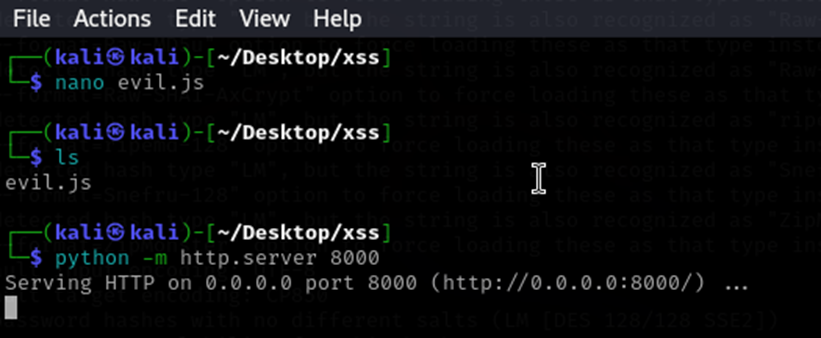 File Actions Edit View Help
┌──(kali㉿kali)-[~/Desktop/xss]
└─$ nano evil.js
┌──(kali㉿kali)-[~/Desktop/xss]
└─$ ls
evil.js
┌──(kali㉿kali)-[~/Desktop/xss]
└─$ python -m http.server 8000
Serving HTTP on 0.0.0.0 port 8000 (http://0.0.0.0:8000/) ...